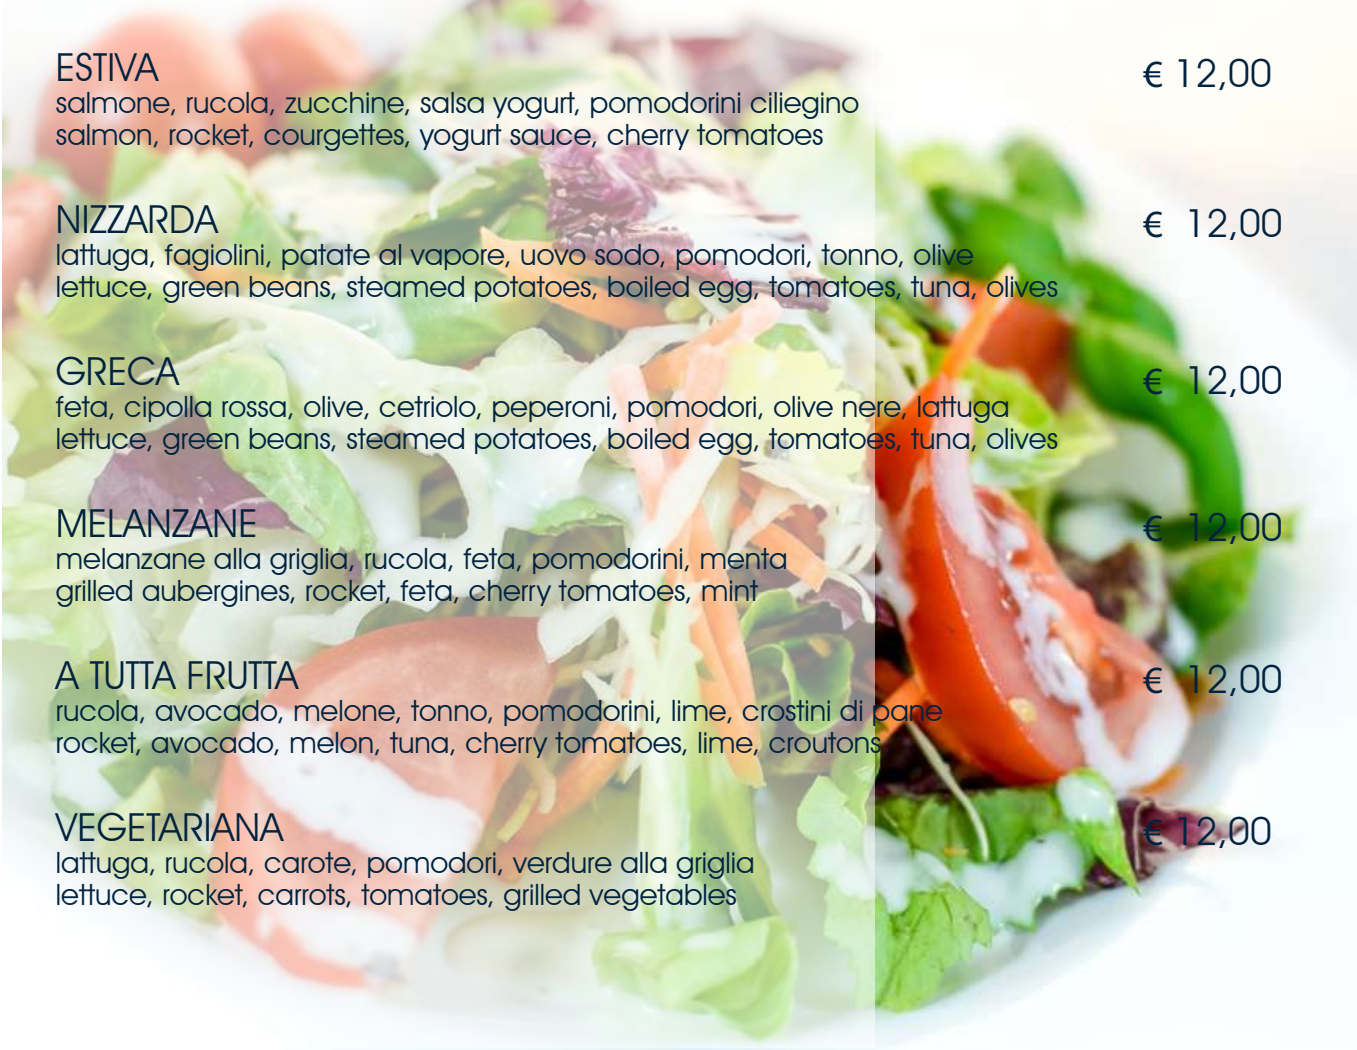 ESTIVA € 12,00
salmone, rucola, zucchine, salsa yogurt, pomodorini ciliegino
salmon, rocket, courgettes, yogurt sauce, cherry tomatoes
NIZZARDA € 12,00
lattuga, fagiolini, patate al vapore, uovo sodo, pomodori, tonno, olive
lettuce, green beans, steamed potatoes, boiled egg, tomatoes, tuna, olives
GRECA € 12,00
feta, cipolla rossa, olive, cetriolo, peperoni, pomodori, olive nere, lattuga
lettuce, green beans, steamed potatoes, boiled egg, tomatoes, tuna, olives
MELANZANE € 12,00
melanzane alla griglia, rucola, feta, pomodorini, menta
grilled aubergines, rocket, feta, cherry tomatoes, mint
A TUTTA FRUTTA € 12,00
rucola, avocado, melone, tonno, pomodorini, lime, crostini di pane
rocket, avocado, melon, tuna, cherry tomatoes, lime, croutons
VEGETARIANA € 12,00
lattuga, rucola, carote, pomodori, verdure alla griglia
lettuce, rocket, carrots, tomatoes, grilled vegetables